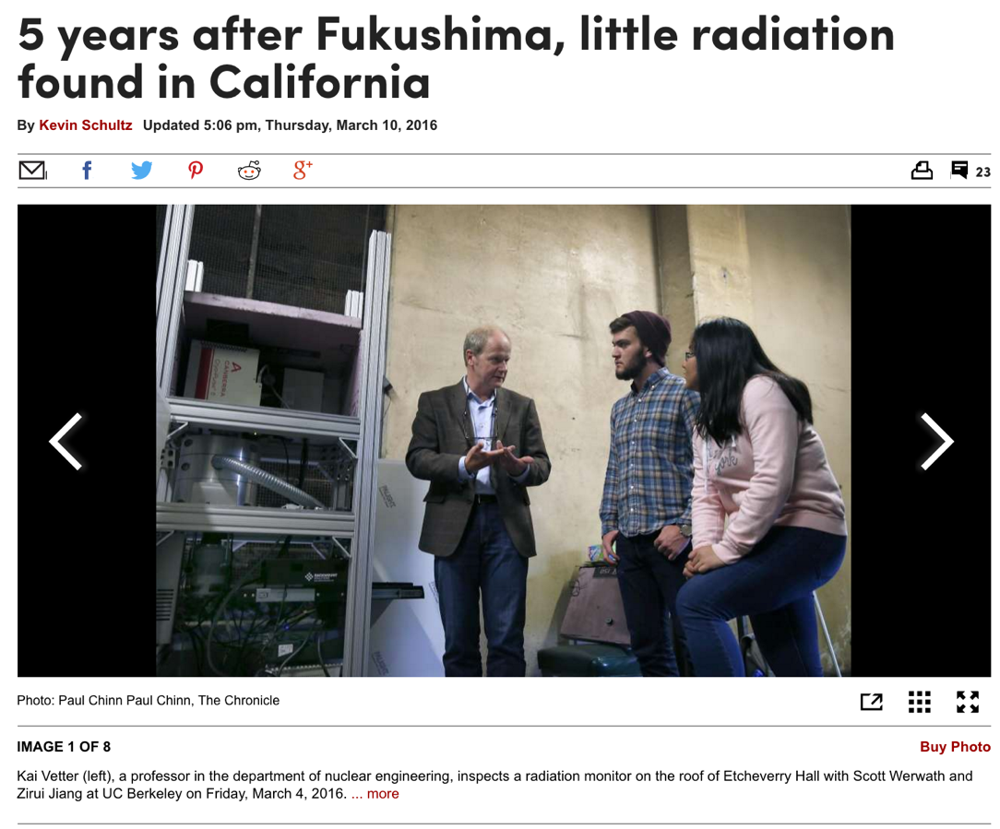 5 years after Fukushima, little radiation
found in California
By Kevin Schultz Updated 5:06 pm, Thursday, March 10, 2016
23
CANBERRA
Photo: Paul Chinn Paul Chinn, The Chronicle
IMAGE 1 OF 8
Buy Photo
Kai Vetter (left), a professor in the department of nuclear engineering, inspects a radiation monitor on the roof of Etcheverry Hall with Scott Werwath and
Zirui Jiang at UC Berkeley on Friday, March 4, 2016. ... more